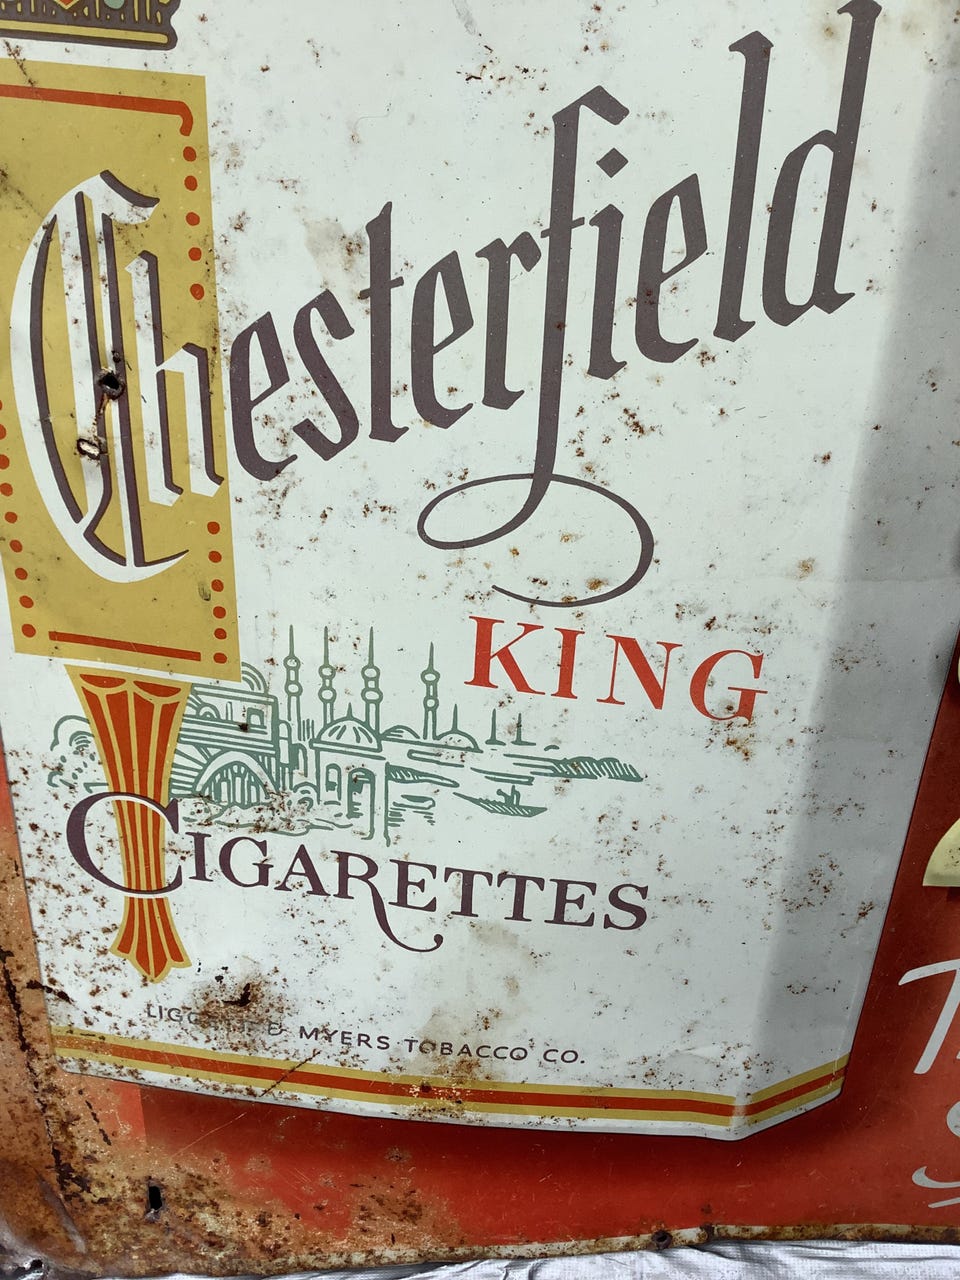 Chesterfield
KING
CIGARETTES
& MYERS TOBACCO CO.